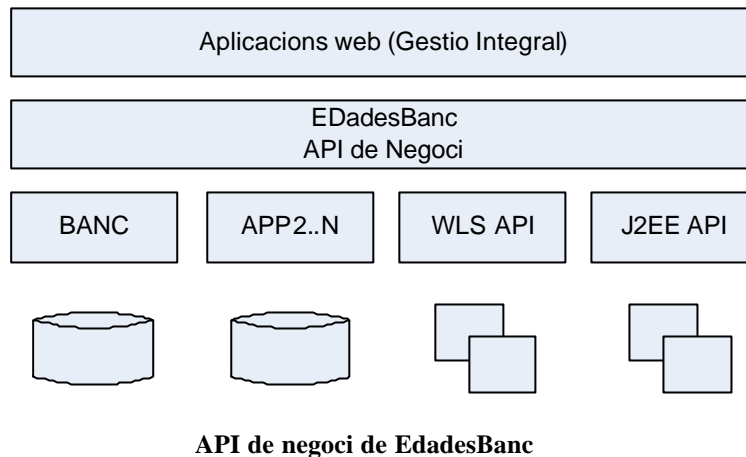 Aplicacions web (Gestio Integral)
EDadesBanc
API de Negoci
BANC
APP2..N
WLS API
J2EE API
API de negoci de EdadesBanc